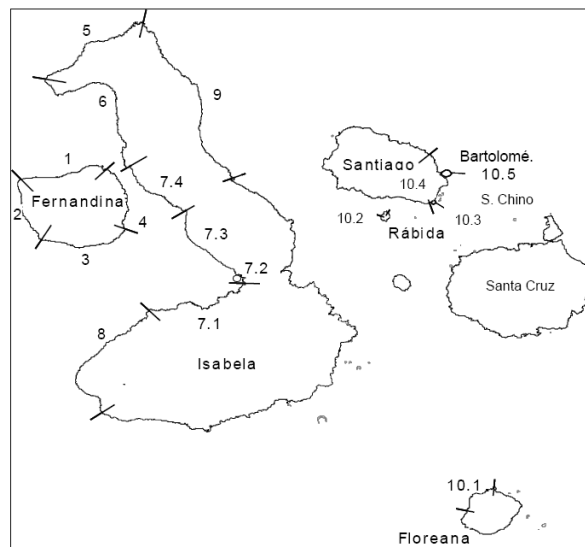 5
6
9
1
7.4
Santiago
Bartolomé.
10.5
10.4
S. Chino
Fernandina
2
4
10.2
10.3
Rábida
3
7.3
7.2
Santa Cruz
7.1
8
Isabela
10.1
Floreana